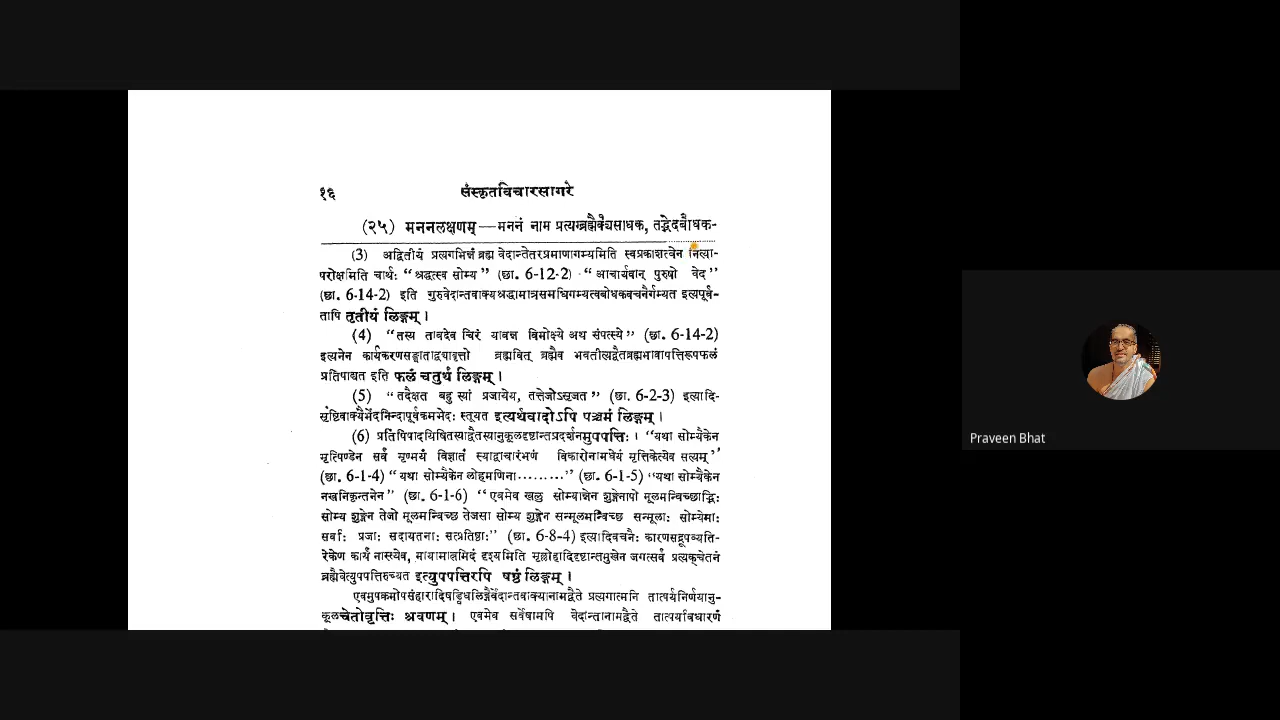 १६ संस्कृतविचारसागरे
(२५) मननलक्षणम्—मननं नाम प्रत्यग्ब्रह्मैक्यसाधक, तद्भेदबाधक-
(3) अद्वितीयं प्रत्यगभिन्नं ब्रह्म वेदान्तेतरप्रमाणागम्यमिति स्वप्रकाशत्वेन नित्या-
परोक्षमिति चार्थः “श्रद्धत्स्व सोम्य” (छा. 6-12-2) “आचार्यवान् पुरुषो वेद”
(छा. 6-14-2) इति गुरुवेदान्तवाक्यश्रद्धामात्रसमधिगम्यत्वबोधकवचनैर्गम्यत इत्यपूर्व-
तापि तृतीयं लिङ्गम् ।
(4) “तस्य तावदेव चिरं यावन्न विमोक्ष्ये अथ संपत्स्ये” (छा. 6-14-2)
इत्यनेन कार्यकरणसङ्घाताद्व्यावृत्तो ब्रह्मवित् ब्रह्मैव भवतीत्यद्वैतब्रह्मभावापत्तिरूपफलं
प्रतिपाद्यत इति फलं चतुर्थं लिङ्गम् ।
(5) “तदैक्षत बहु स्यां प्रजायेय, तत्तेजोऽसृजत” (छा. 6-2-3) इत्यादि-
सृष्टिवाक्यैर्भेदनिन्दापूर्वकमभेदः स्तूयत इत्यर्थवादोऽपि पञ्चमं लिङ्गम् ।
(6) प्रतिपिपादयिषितस्याद्वैतस्यानुकूलदृष्टान्तप्रदर्शनमुपपत्तिः । “यथा सोम्यैकेन
मृत्पिण्डेन सर्वं मृण्मयं विज्ञातं स्याद्वाचारंभणं विकारोनामधेयं मृत्तिकेत्येव सत्यम्”
(छा. 6-1-4) “यथा सोम्यैकेन लोहमणिना.........” (छा. 6-1-5) “यथा सोम्यैकेन
नखनिकृन्तनेन” (छा. 6-1-6) “एवमेव खलु सोम्यान्नेन शुङ्गेनापो मूलमन्विच्छाद्भिः
सोम्य शुङ्गेन तेजो मूलमन्विच्छ तेजसा सोम्य शुङ्गेन सन्मूलमन्विच्छ सन्मूलाः सोम्येमाः
सर्वाः प्रजाः सदायतनाः सत्प्रतिष्ठाः” (छा. 6-8-4) इत्यादिवचनैः कारणसद्रूपव्यति-
रेकेण कार्यं नास्त्येव, मायामात्रमिदं दृश्यमिति मृल्लोहादिदृष्टान्तमुखेन जगत्सर्वं प्रत्यक्चेतनं
ब्रह्मैवेत्युपपत्तिरुच्यत इत्युपपत्तिरपि षष्ठं लिङ्गम् ।
एवमुपक्रमोपसंहारादिषड्विधलिङ्गैर्वेदान्तवाक्यानामद्वैते प्रत्यगात्मनि तात्पर्यनिर्णयानु-
कूलचेतोवृत्तिः श्रवणम् । एवमेव सर्वेषामपि वेदांतानामद्वैते तात्पर्यावधारणं
Praveen Bhat